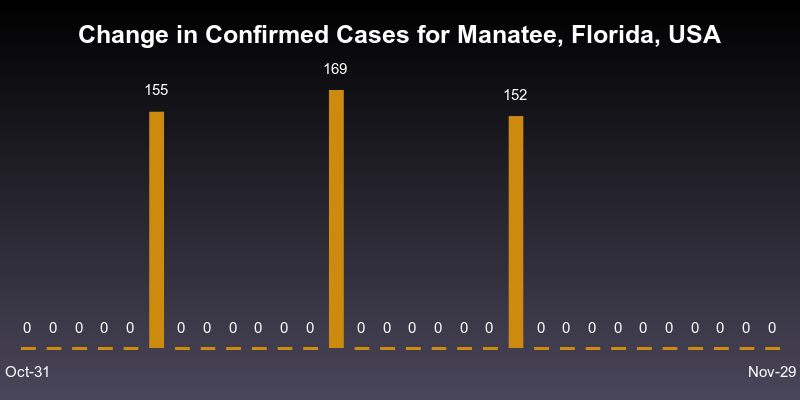 Change in Confirmed Cases for Manatee, Florida, USA
169
155
152
0 0 0 0 0 0 0 0 0 0 0 0 0 0 0 0 0 0 0 0 0 0 0 0 0 0 0
Oct-31 Nov-29